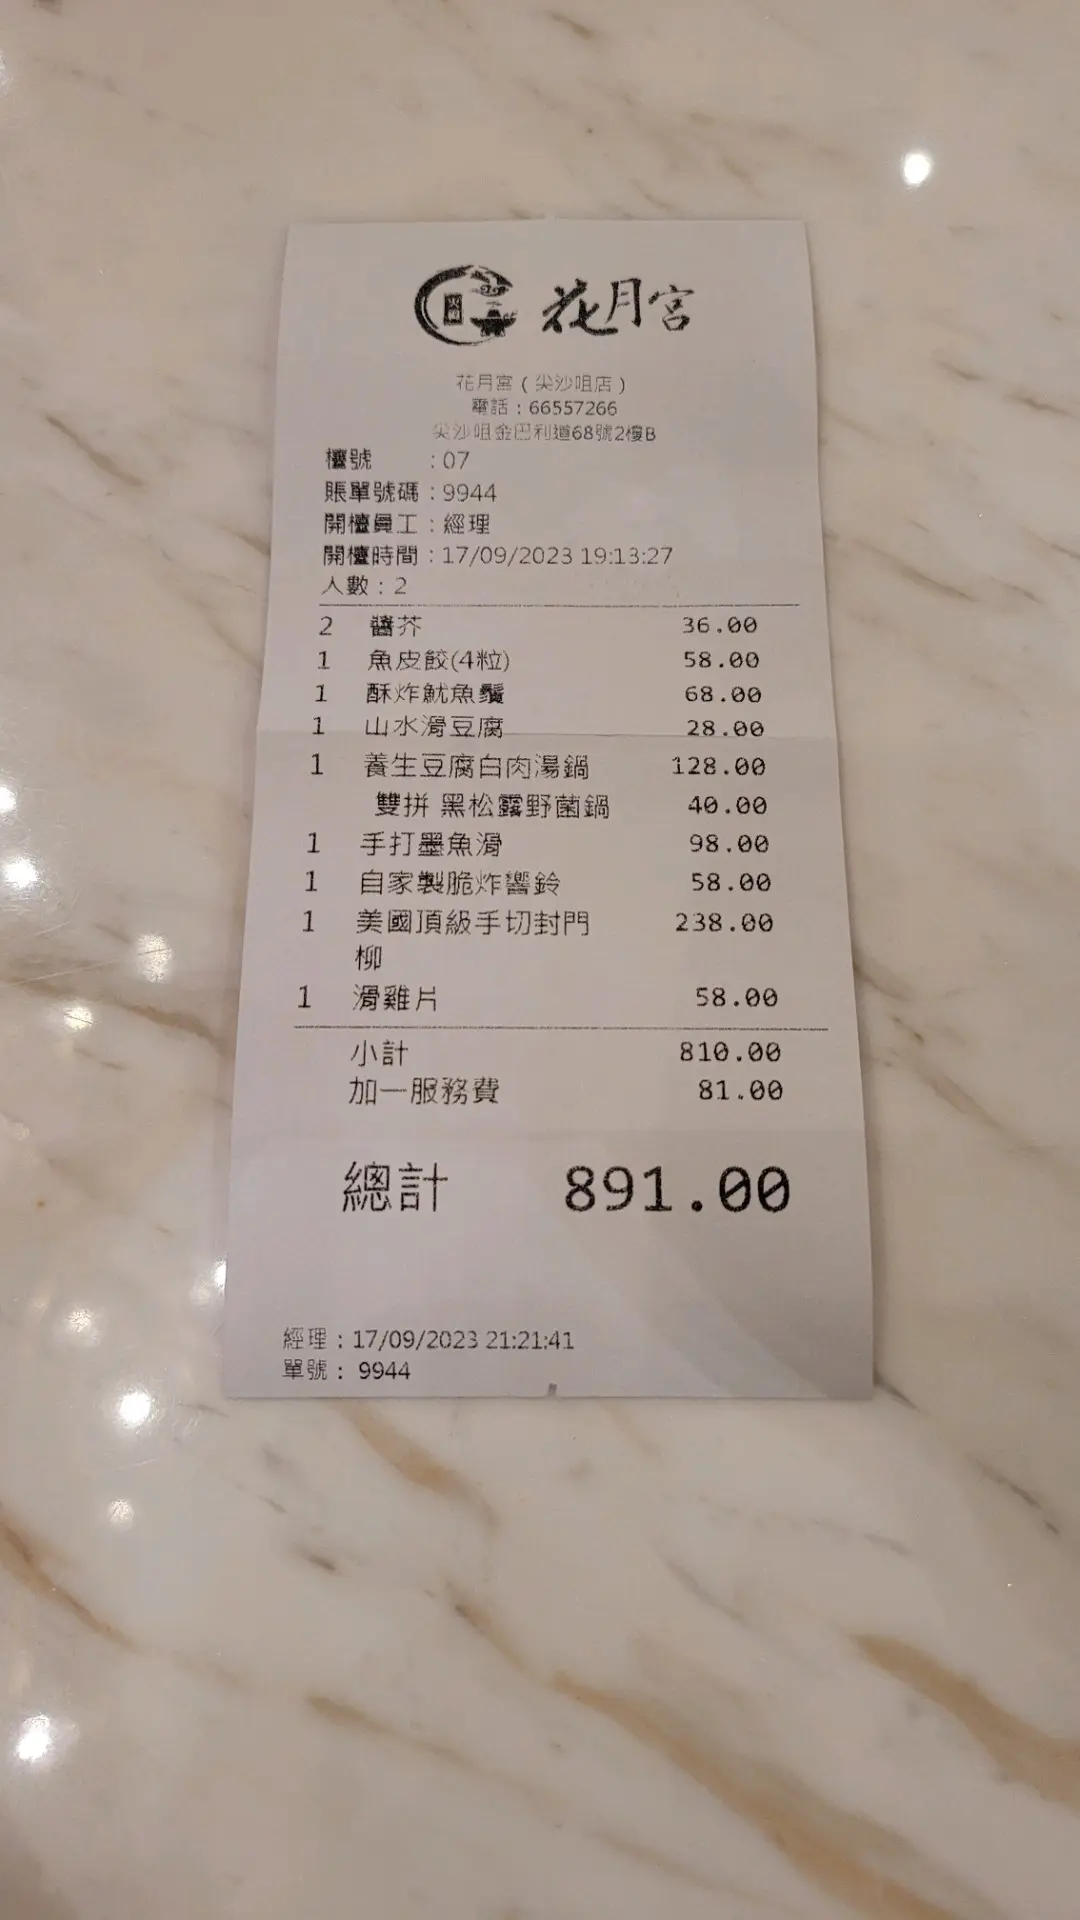 花月宮
花月宮（尖沙咀店）
電話：66557266
尖沙咀金巴利道68號2樓B
檯號 : 07
賬單號碼 : 9944
開檯員工 : 經理
開檯時間 : 17/09/2023 19:13:27
人數 : 2
2 醬芥 36.00
1 魚皮餃(4粒) 58.00
1 酥炸魷魚鬚 68.00
1 山水滑豆腐 28.00
1 養生豆腐白肉湯鍋 128.00
雙拼 黑松露野菌鍋 40.00
1 手打墨魚滑 98.00
1 自家製脆炸響鈴 58.00
1 美國頂級手切封門 238.00
柳
1 滑雞片 58.00
小計 810.00
加一服務費 81.00
總計 891.00
經理 : 17/09/2023 21:21:41
單號 : 9944